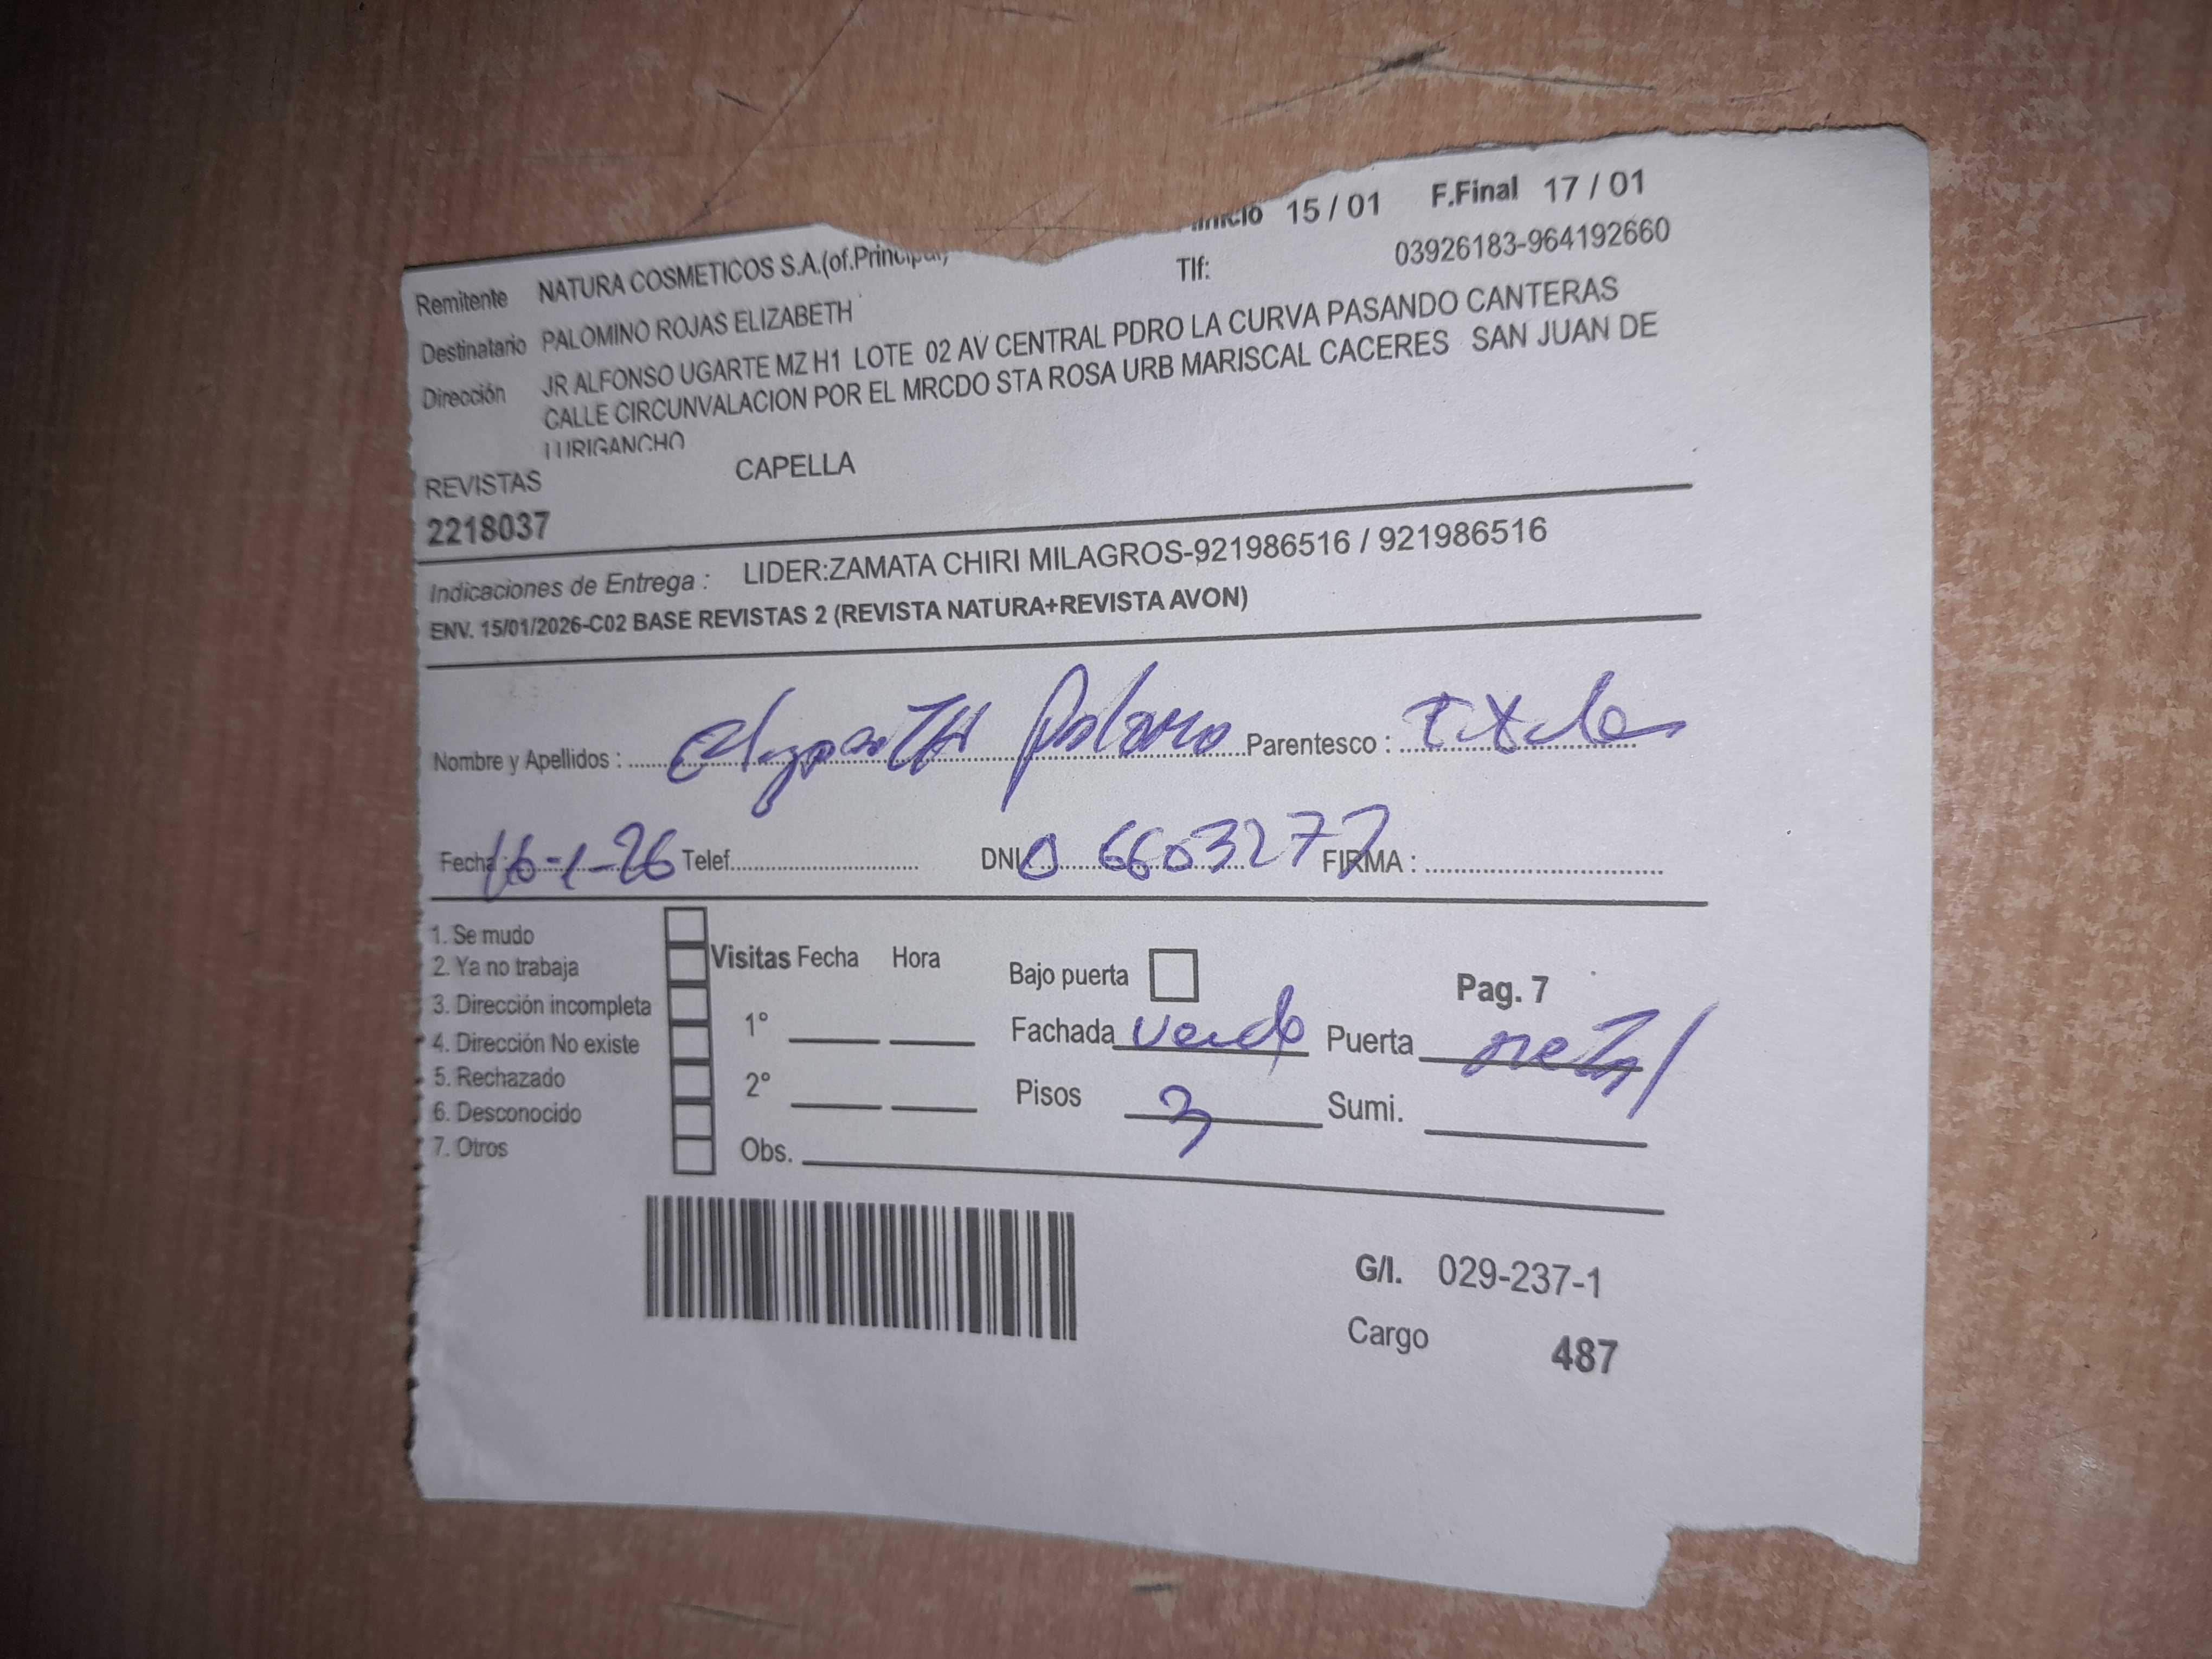 Inicio 15 / 01 F.Final 17 / 01
Remitente NATURA COSMETICOS S.A.(of.Principal)
Tlf: 03926183-964192660
Destinatario PALOMINO ROJAS ELIZABETH
Dirección JR ALFONSO UGARTE MZ H1 LOTE 02 AV CENTRAL PDRO LA CURVA PASANDO CANTERAS
CALLE CIRCUNVALACION POR EL MRCDO STA ROSA URB MARISCAL CACERES SAN JUAN DE
LURIGANCHO
REVISTAS CAPELLA
2218037
Indicaciones de Entrega : LIDER:ZAMATA CHIRI MILAGROS-921986516 / 921986516
ENV. 15/01/2026-C02 BASE REVISTAS 2 (REVISTA NATURA+REVISTA AVON)
Nombre y Apellidos : Parentesco :
Fecha 16-1-26 Telef. DNI 06603277 FIRMA :
1. Se mudo
2. Ya no trabaja
3. Dirección incompleta
4. Dirección No existe
5. Rechazado
6. Desconocido
7. Otros
Visitas Fecha Hora
1°
2°
Obs.
Bajo puerta Pag. 7
Fachada verde Puerta metal
Pisos 3 Sumi.
G/I. 029-237-1
Cargo 487